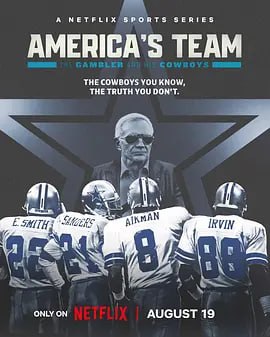 A NETFLIX SPORTS SERIES
AMERICA'S TEAM
THE GAMBLER AND HIS COWBOYS
THE COWBOYS YOU KNOW,
THE TRUTH YOU DON'T.
E. SMITH SANDERS AIKMAN IRVIN
22 21 8 88
ONLY ON NETFLIX | AUGUST 19